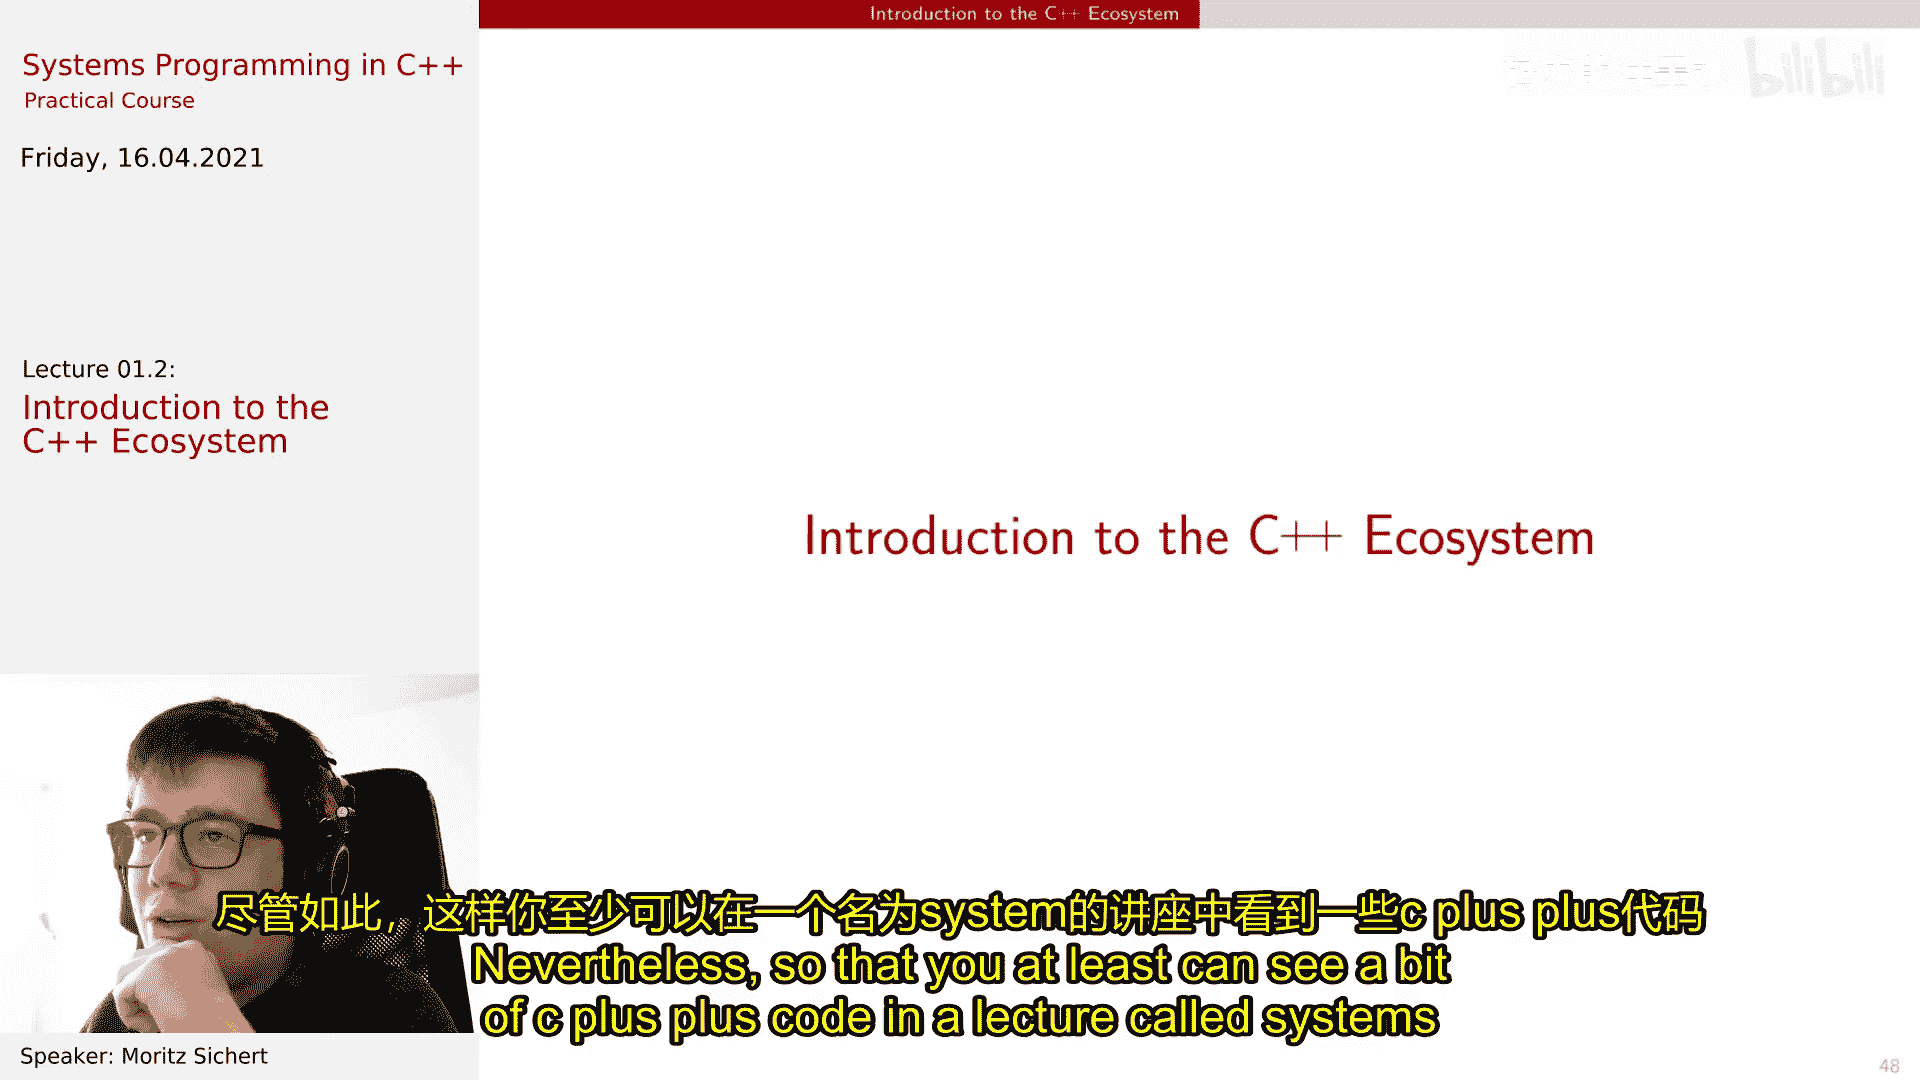 Introduction to the C++ Ecosystem
Systems Programming in C++
Practical Course
Friday, 16.04.2021
Lecture 01.2:
Introduction to the
C++ Ecosystem
Introduction to the C++ Ecosystem
尽管如此，这样你至少可以在一个名为system的讲座中看到一些c plus plus代码
Nevertheless, so that you at least can see a bit
of c plus plus code in a lecture called systems
Speaker: Moritz Sichert
48
bilibili